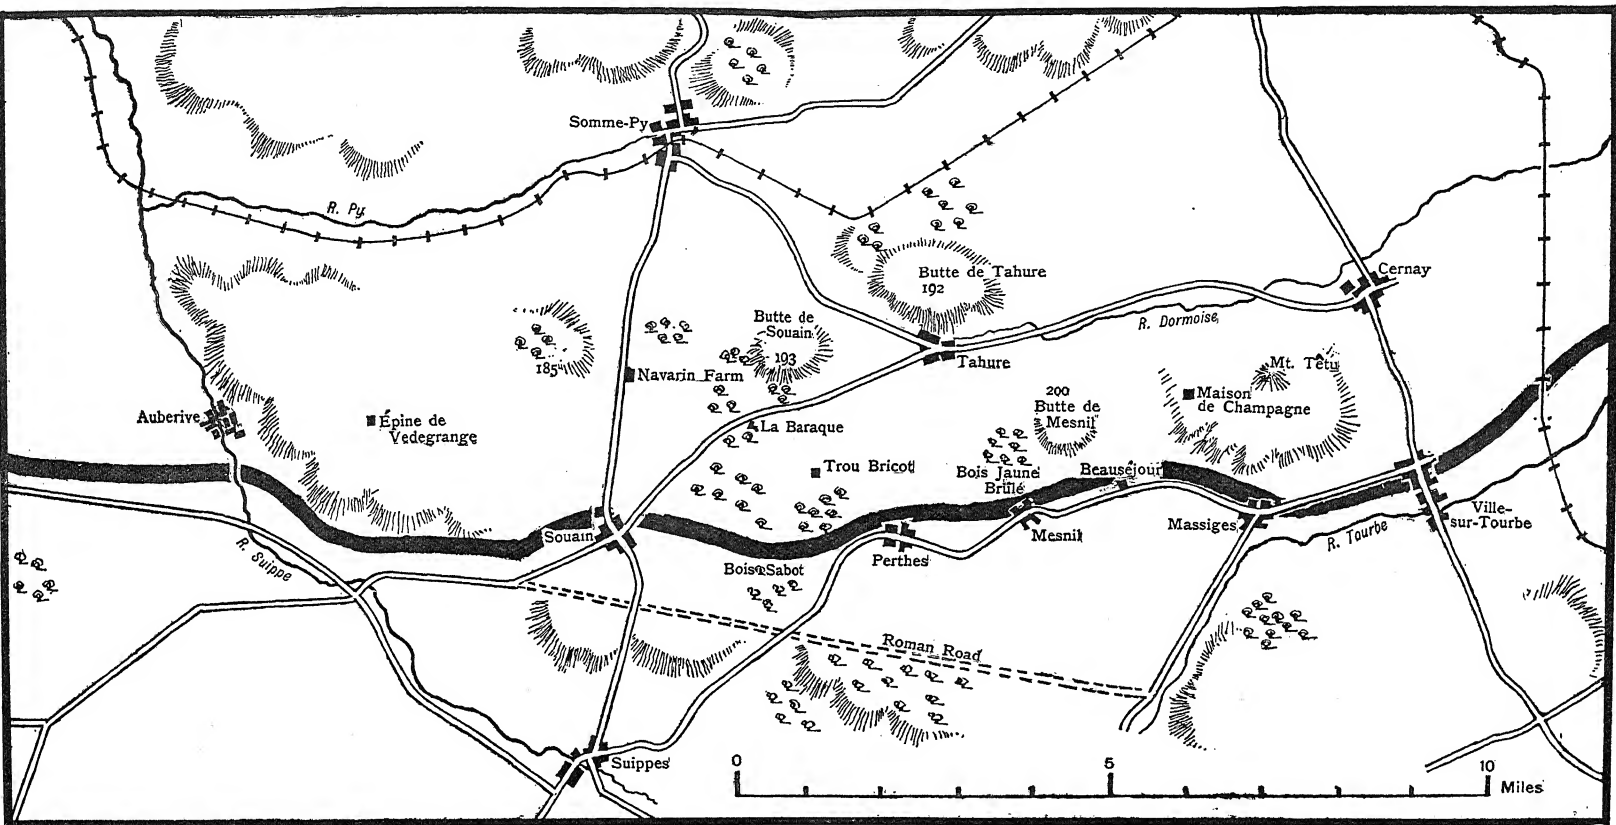 Somme-Py
R. Py.
Butte de Tahure
192
Cernay
R. Dormoise
Butte de
Souain
193
185
Tahure
Navarin Farm
Mt. Têtu
Maison
de Champagne
200
Butte de
Mesnil
Auberive
Épine de
Vedegrange
La Baraque
Trou Bricot
Bois Jaune
Brûlé
Beauséjour
Souain
Massiges
Ville-
sur-Tourbe
R. Suippe
Mesnil
R. Tourbe
Perthes
Bois Sabot
Roman Road
Suippes
0 5 10
Miles